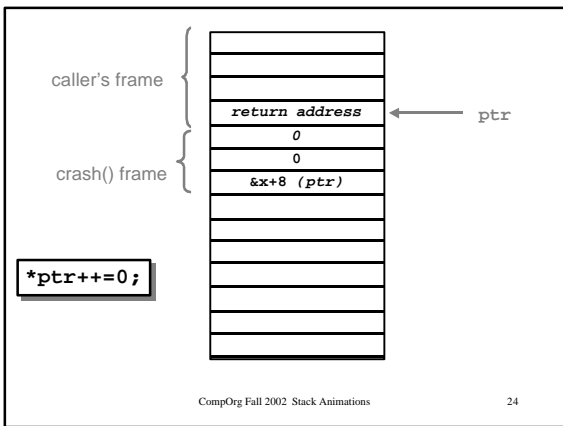 caller's frame
return address
ptr
0
crash() frame
0
&x+8 (ptr)
*ptr++=0;
CompOrg Fall 2002 Stack Animations
24